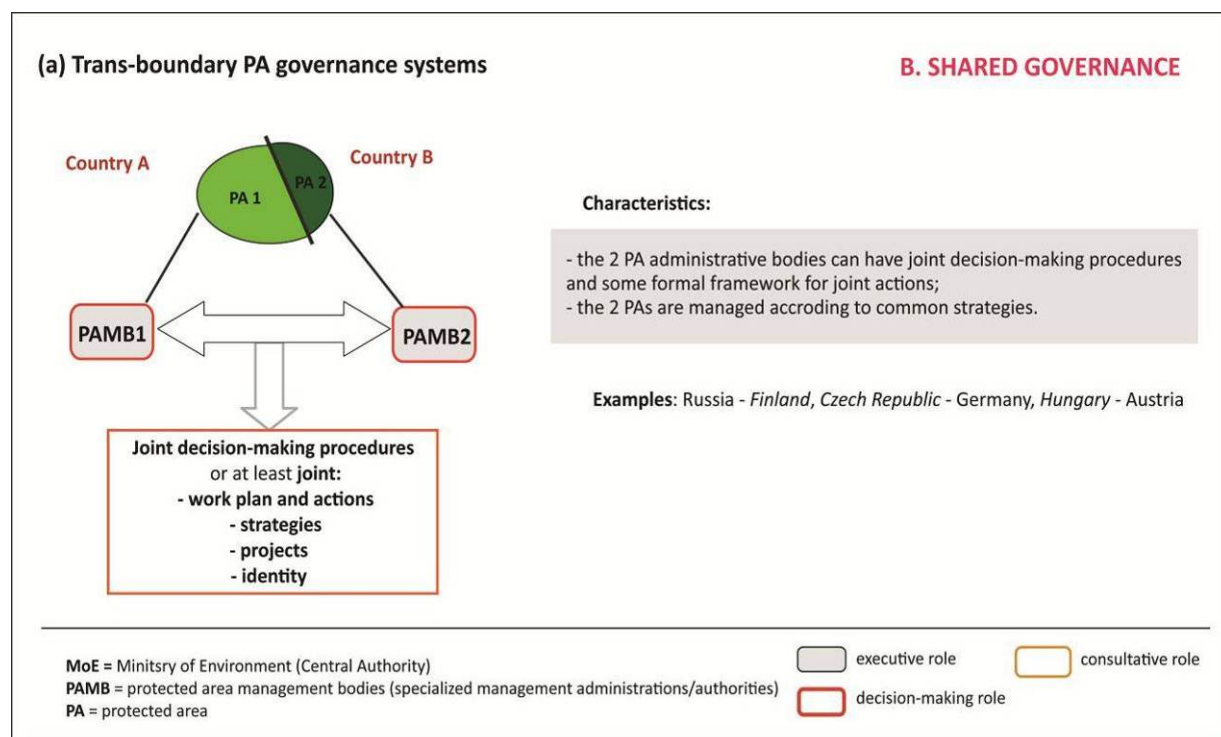 (a) Trans-boundary PA governance systems
B. SHARED GOVERNANCE
Country A
Country B
PA 1
PA 2
PAMB1
PAMB2
Joint decision-making procedures
or at least joint:
- work plan and actions
- strategies
- projects
- identity
Characteristics:
- the 2 PA administrative bodies can have joint decision-making procedures
and some formal framework for joint actions;
- the 2 PAs are managed accroding to common strategies.
Examples: Russia - Finland, Czech Republic - Germany, Hungary - Austria
MoE = Minitsry of Environment (Central Authority)
PAMB = protected area management bodies (specialized management administrations/authorities)
PA = protected area
executive role
consultative role
decision-making role